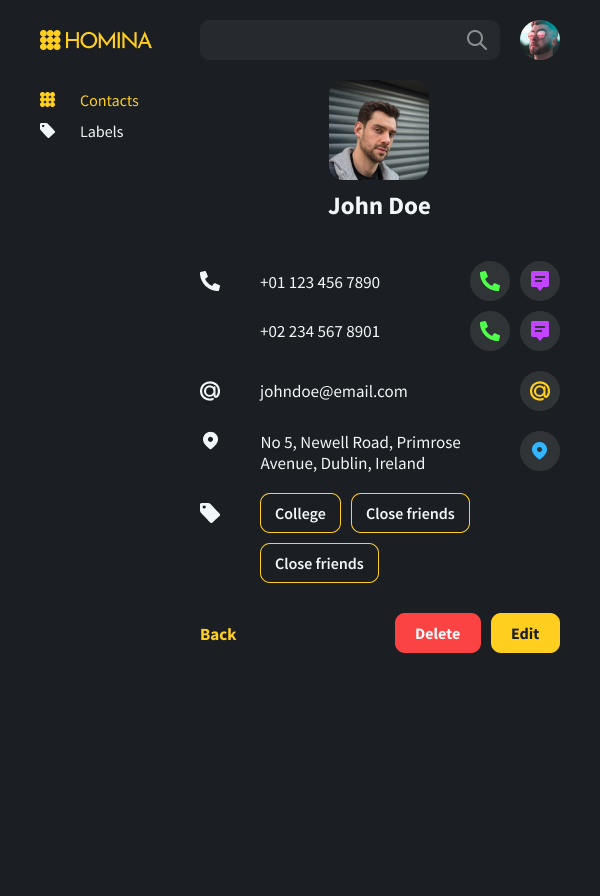 HOMINA
Contacts
Labels
John Doe
+01 123 456 7890
+02 234 567 8901
johndoe@email.com
No 5, Newell Road, Primrose
Avenue, Dublin, Ireland
College
Close friends
Close friends
Back
Delete
Edit